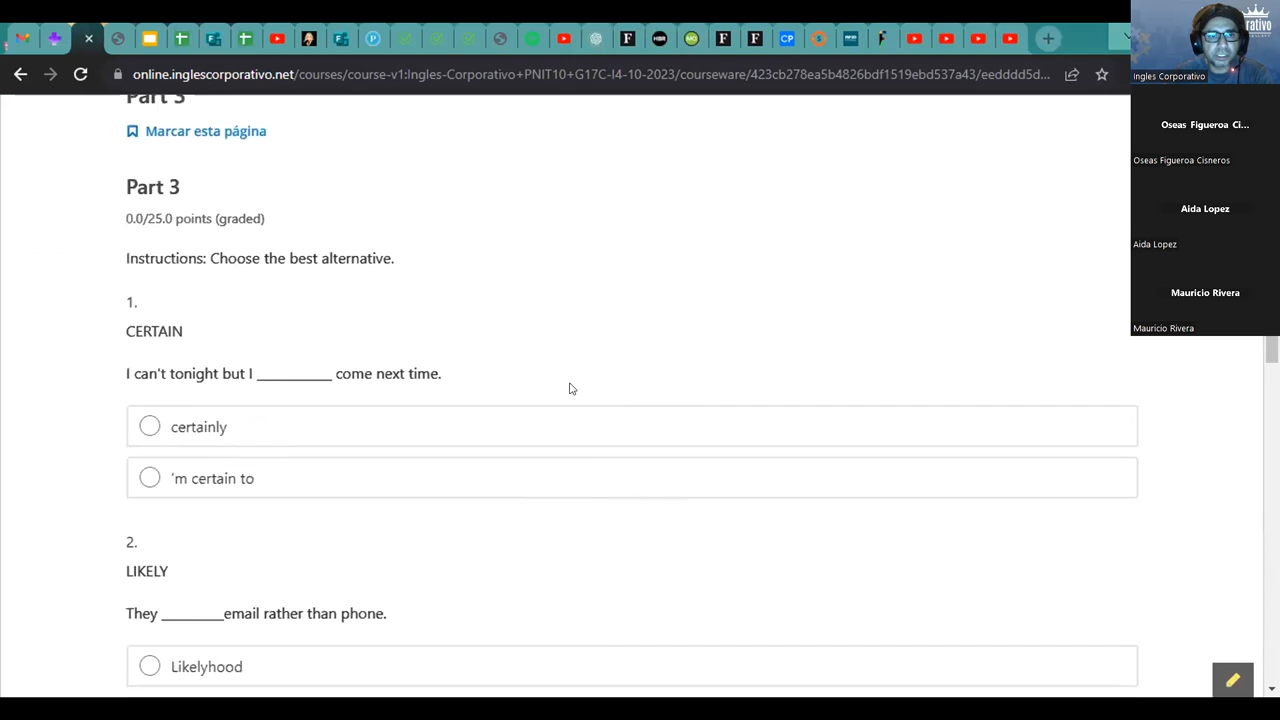 online.inglescorporativo.net/courses/course-v1:Ingles-Corporativo+PNIT10+G17C-I4-10-2023/courseware/423cb278ea5b4826bdf1519ebd537a43/eedddd5d...
Part 3
Marcar esta página
Part 3
0.0/25.0 points (graded)
Instructions: Choose the best alternative.
1.
CERTAIN
I can't tonight but I __________ come next time.
certainly
'm certain to
2.
LIKELY
They ________email rather than phone.
Likelyhood
rativo
Ingles Corporativo
Oseas Figueroa Ci...
Oseas Figueroa Cisneros
Aida Lopez
Aida Lopez
Mauricio Rivera
Mauricio Rivera